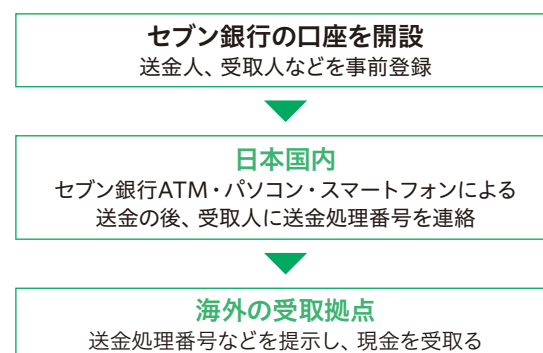 セブン銀行の口座を開設
送金人、受取人などを事前登録
日本国内
セブン銀行ATM・パソコン・スマートフォンによる
送金の後、受取人に送金処理番号を連絡
海外の受取拠点
送金処理番号などを提示し、現金を受取る